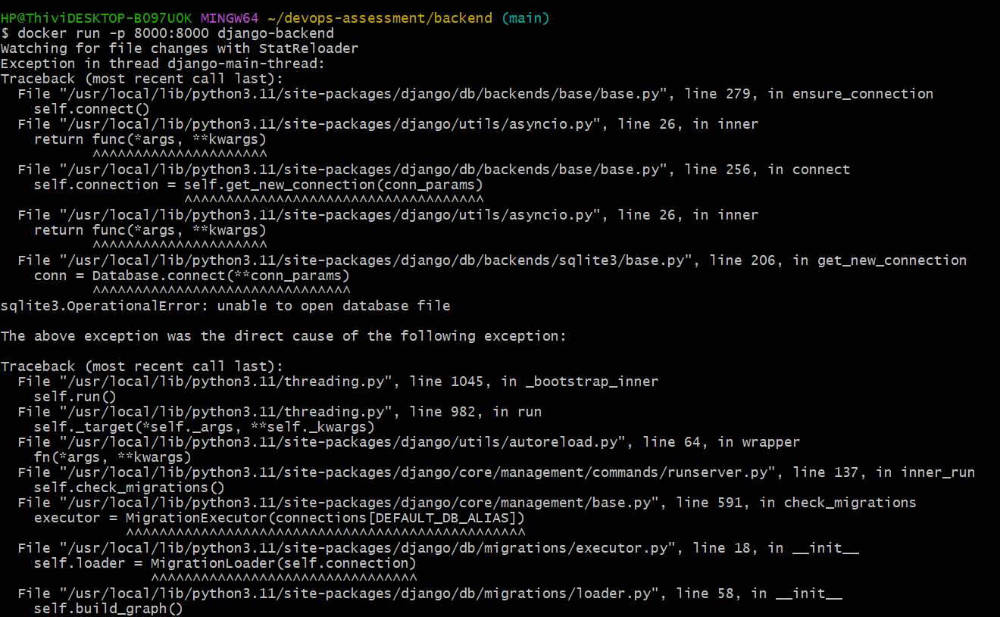 HP@ThiviDESKTOP-BO97UOK MINGW64 ~/devops-assessment/backend (main)
$ docker run -p 8000:8000 django-backend
Watching for file changes with StatReloader
Exception in thread django-main-thread:
Traceback (most recent call last):
  File "/usr/local/lib/python3.11/site-packages/django/db/backends/base/base.py", line 279, in ensure_connection
    self.connect()
  File "/usr/local/lib/python3.11/site-packages/django/utils/asyncio.py", line 26, in inner
    return func(*args, **kwargs)
           ^^^^^^^^^^^^^^^^^^^^^
  File "/usr/local/lib/python3.11/site-packages/django/db/backends/base/base.py", line 256, in connect
    self.connection = self.get_new_connection(conn_params)
                      ^^^^^^^^^^^^^^^^^^^^^^^^^^^^^^^^^^^^
  File "/usr/local/lib/python3.11/site-packages/django/utils/asyncio.py", line 26, in inner
    return func(*args, **kwargs)
           ^^^^^^^^^^^^^^^^^^^^^
  File "/usr/local/lib/python3.11/site-packages/django/db/backends/sqlite3/base.py", line 206, in get_new_connection
    conn = Database.connect(**conn_params)
           ^^^^^^^^^^^^^^^^^^^^^^^^^^^^^^^
sqlite3.OperationalError: unable to open database file

The above exception was the direct cause of the following exception:

Traceback (most recent call last):
  File "/usr/local/lib/python3.11/threading.py", line 1045, in _bootstrap_inner
    self.run()
  File "/usr/local/lib/python3.11/threading.py", line 982, in run
    self._target(*self._args, **self._kwargs)
  File "/usr/local/lib/python3.11/site-packages/django/utils/autoreload.py", line 64, in wrapper
    fn(*args, **kwargs)
  File "/usr/local/lib/python3.11/site-packages/django/core/management/commands/runserver.py", line 137, in inner_run
    self.check_migrations()
  File "/usr/local/lib/python3.11/site-packages/django/core/management/base.py", line 591, in check_migrations
    executor = MigrationExecutor(connections[DEFAULT_DB_ALIAS])
               ^^^^^^^^^^^^^^^^^^^^^^^^^^^^^^^^^^^^^^^^^^^^^^^^
  File "/usr/local/lib/python3.11/site-packages/django/db/migrations/executor.py", line 18, in __init__
    self.loader = MigrationLoader(self.connection)
                  ^^^^^^^^^^^^^^^^^^^^^^^^^^^^^^^^
  File "/usr/local/lib/python3.11/site-packages/django/db/migrations/loader.py", line 58, in __init__
    self.build_graph()